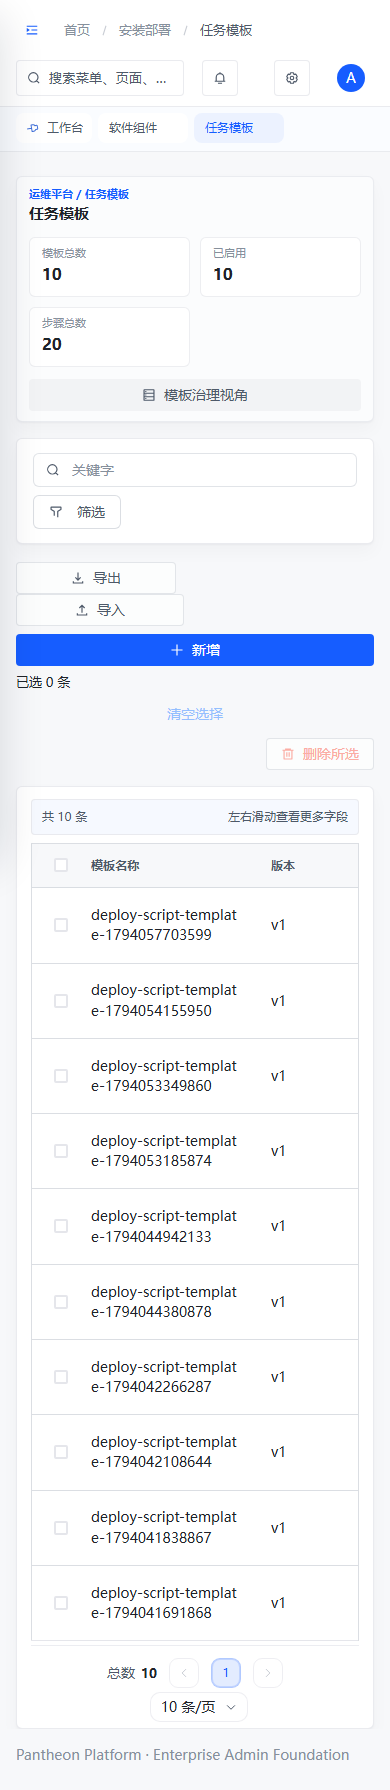 首页 / 安装部署 / 任务模板
搜索菜单、页面、... A
工作台 软件组件 任务模板
运维平台 / 任务模板
任务模板
模板总数 已启用
10 10
步骤总数
20
模板治理视角
关键字
筛选
导出
导入
新增
已选 0 条
清空选择
删除所选
共 10 条 左右滑动查看更多字段
模板名称 版本
deploy-script-templat
e-1794057703599 v1
deploy-script-templat
e-1794054155950 v1
deploy-script-templat
e-1794053349860 v1
deploy-script-templat
e-1794053185874 v1
deploy-script-templat
e-1794044942133 v1
deploy-script-templat
e-1794044380878 v1
deploy-script-templat
e-1794042266287 v1
deploy-script-templat
e-1794042108644 v1
deploy-script-templat
e-1794041838867 v1
deploy-script-templat
e-1794041691868 v1
总数 10 1
10 条/页
Pantheon Platform · Enterprise Admin Foundation